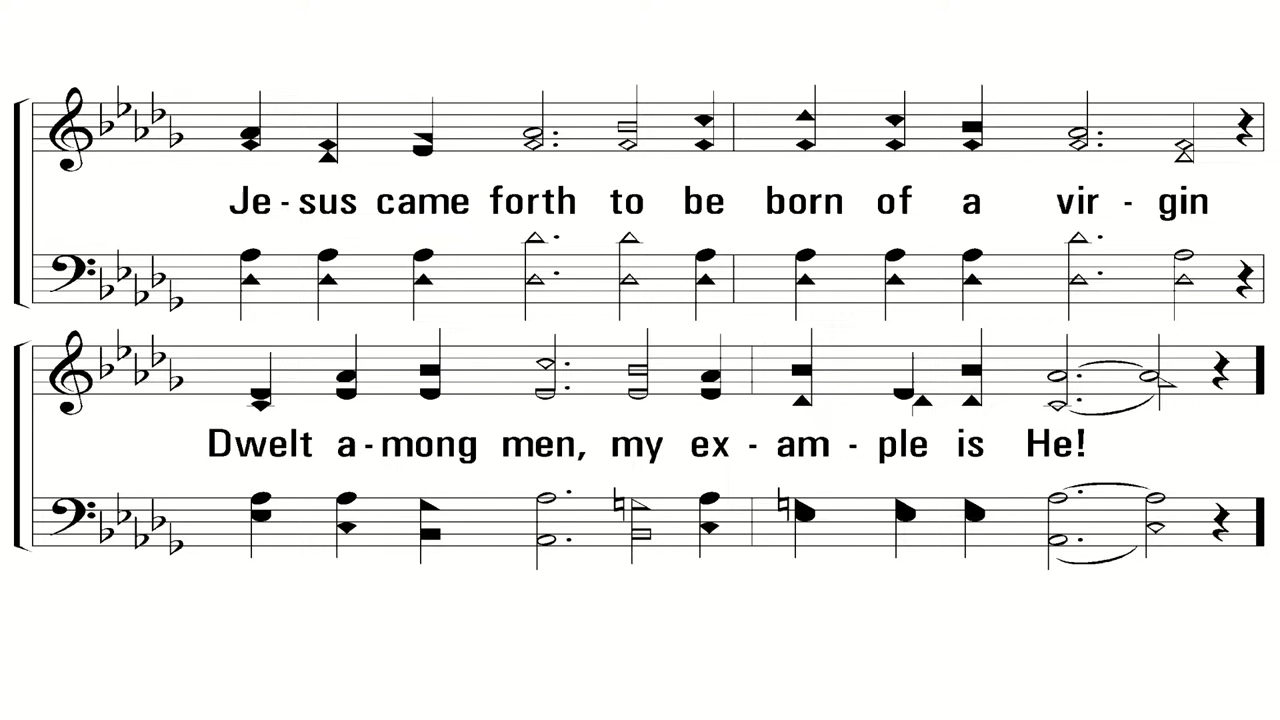 Je - sus came forth to be born of a vir - gin
Dwelt a - mong men, my ex - am - ple is He!